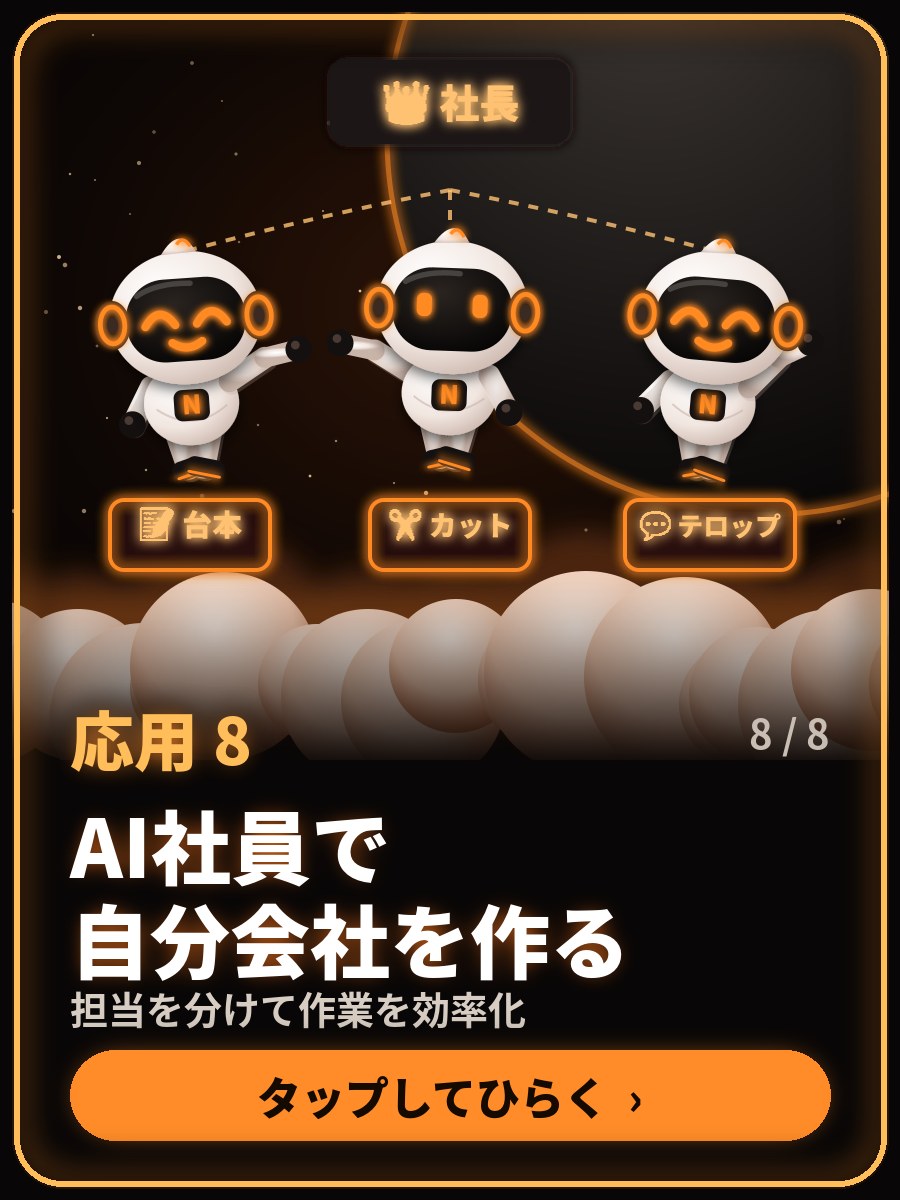 👑 社長
N
N
N
📝 台本
✂ カット
💬 テロップ
応用 8
8 / 8
AI社員で
自分会社を作る
担当を分けて作業を効率化
タップしてひらく ›